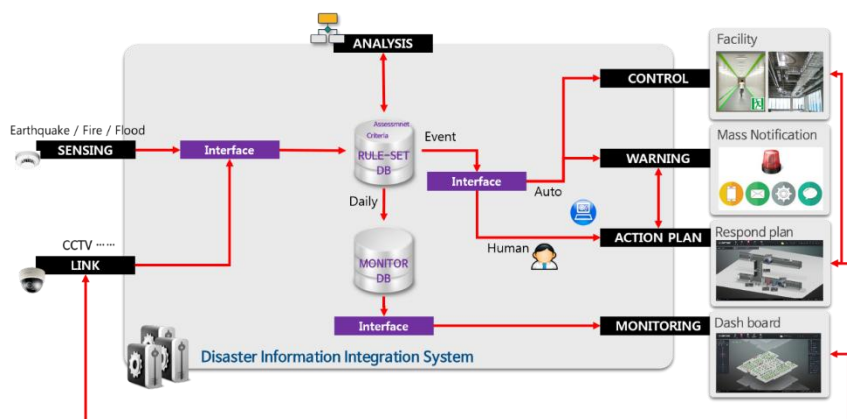 ANALYSIS
Facility
CONTROL
Earthquake / Fire / Flood
SENSING
Interface
Assessmnet
Criteria
RULE-SET
DB
Event
Interface
Auto
Mass Notification
WARNING
Daily
CCTV ······
LINK
MONITOR
DB
Human
ACTION PLAN
Respond plan
Interface
MONITORING
Dash board
Disaster Information Integration System